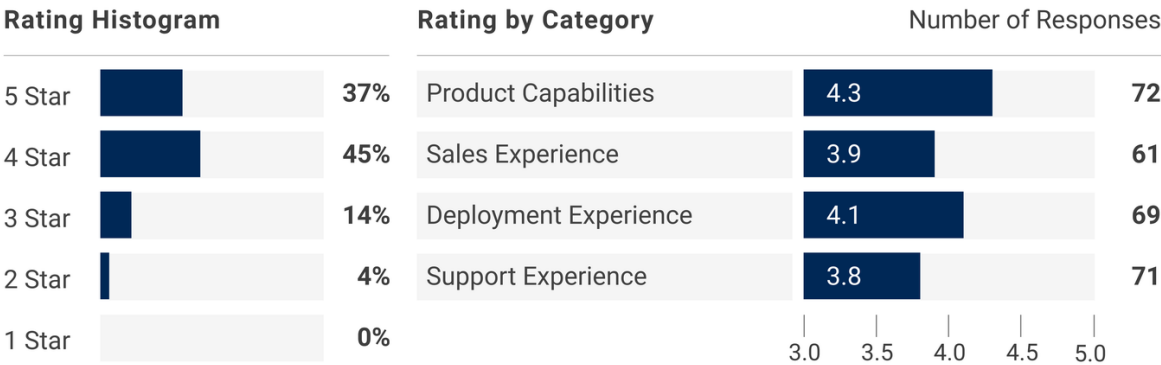 Rating Histogram
5 Star 37%
4 Star 45%
3 Star 14%
2 Star 4%
1 Star 0%
Rating by Category Number of Responses
Product Capabilities 4.3 72
Sales Experience 3.9 61
Deployment Experience 4.1 69
Support Experience 3.8 71
3.0 3.5 4.0 4.5 5.0